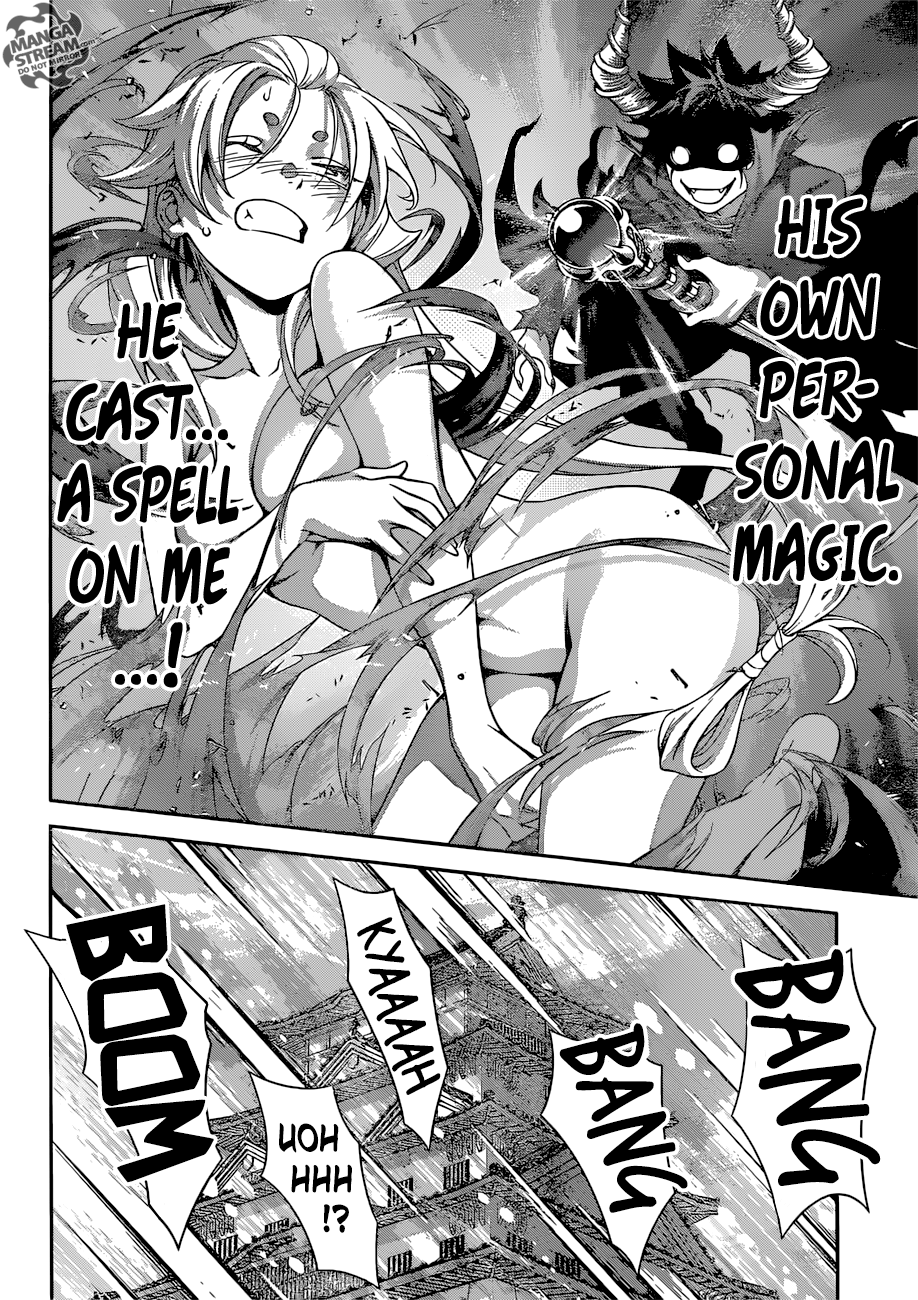 MANGA
STREAM.com
DO NOT MIRROR
HIS
OWN
PER-
SONAL
MAGIC.
HE
CAST...
A SPELL
ON ME
...!
BANG
BANG
KYAAAAH
UOH
HHH
!?
BOOM